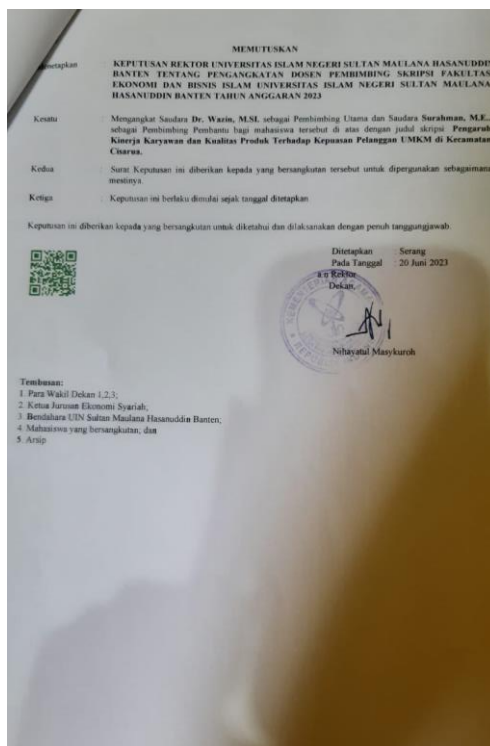 MEMUTUSKAN
netapkan : KEPUTUSAN REKTOR UNIVERSITAS ISLAM NEGERI SULTAN MAULANA HASANUDDIN
BANTEN TENTANG PENGANGKATAN DOSEN PEMBIMBING SKRIPSI FAKULTAS
EKONOMI DAN BISNIS ISLAM UNIVERSITAS ISLAM NEGERI SULTAN MAULANA
HASANUDDIN BANTEN TAHUN ANGGARAN 2023
Kesatu : Mengangkat Saudara Dr. Wazin, M.SI. sebagai Pembimbing Utama dan Saudara Surahman, M.E.,
sebagai Pembimbing Pembantu bagi mahasiswa tersebut di atas dengan judul skripsi Pengaruh
Kinerja Karyawan dan Kualitas Produk Terhadap Kepuasan Pelanggan UMKM di Kecamatan
Cisarua.
Kedua : Surat Keputusan ini diberikan kepada yang bersangkutan tersebut untuk dipergunakan sebagaimana
mestinya.
Ketiga : Keputusan ini berlaku dimulai sejak tanggal ditetapkan
Keputusan ini diberikan kepada yang bersangkutan untuk diketahui dan dilaksanakan dengan penuh tanggungjawab.
Ditetapkan : Serang
Pada Tanggal : 20 Juni 2023
a n Rektor
Dekan,
KEMENTERIAN AGAMA
Nihayatul Masykuroh
Tembusan:
1. Para Wakil Dekan 1,2,3;
2. Ketua Jurusan Ekonomi Syariah;
3. Bendahara UIN Sultan Maulana Hasanuddin Banten;
4. Mahasiswa yang bersangkutan; dan
5. Arsip